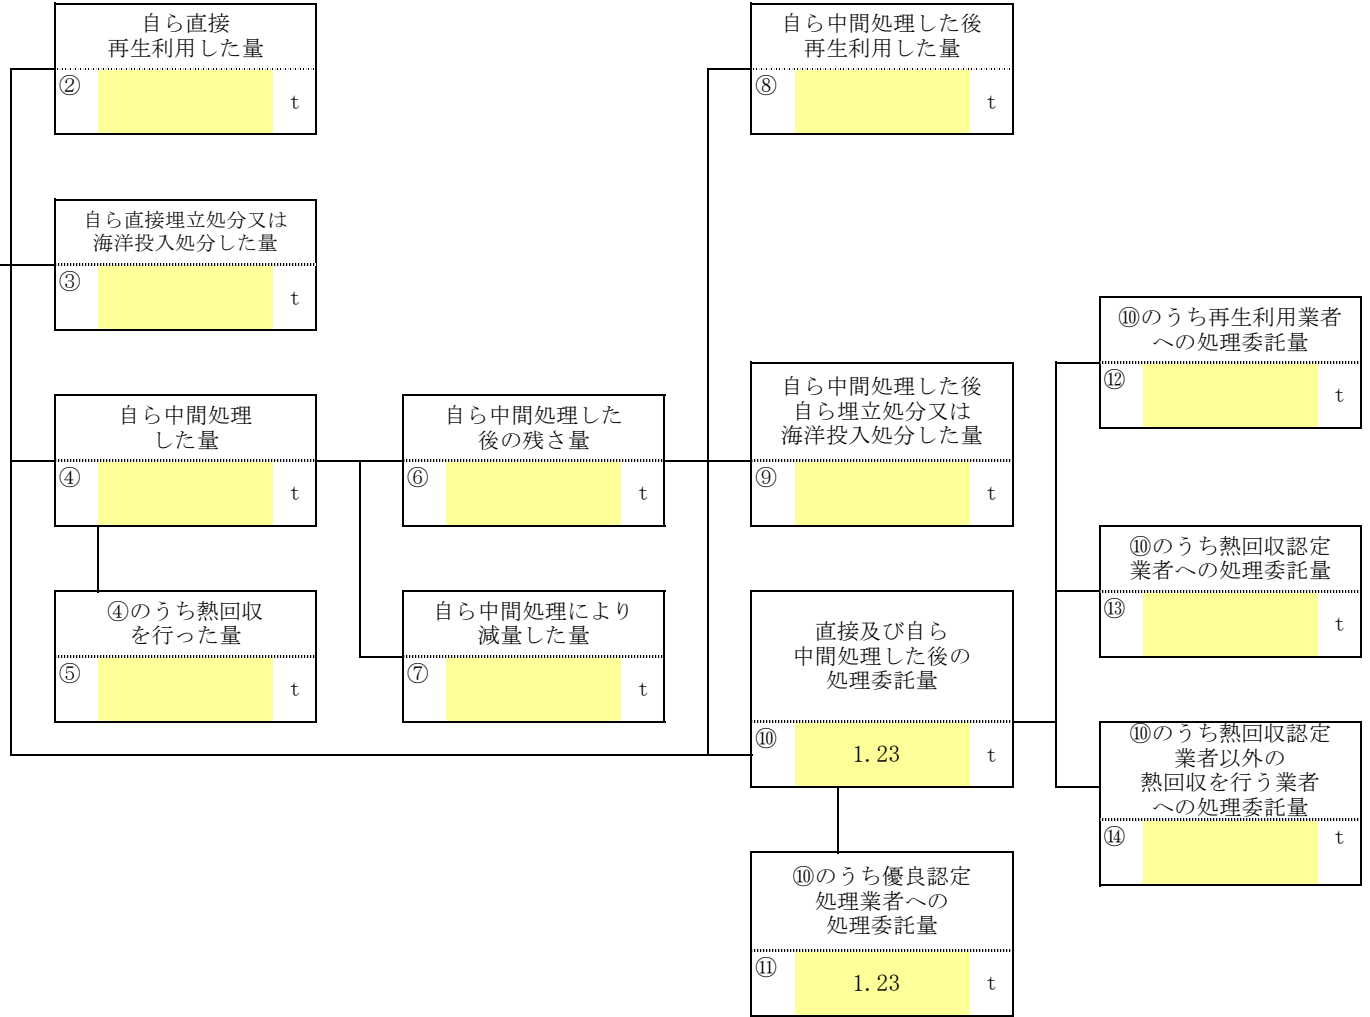 自ら直接
再生利用した量
②
t
自ら中間処理した後
再生利用した量
⑧
t
自ら直接埋立処分又は
海洋投入処分した量
③
t
⑩のうち再生利用業者
への処理委託量
⑫
t
自ら中間処理
した量
④
t
自ら中間処理した
後の残さ量
⑥
t
自ら中間処理した後
自ら埋立処分又は
海洋投入処分した量
⑨
t
⑩のうち熱回収認定
業者への処理委託量
⑬
t
④のうち熱回収
を行った量
⑤
t
自ら中間処理により
減量した量
⑦
t
直接及び自ら
中間処理した後の
処理委託量
⑩
1.23
t
⑩のうち熱回収認定
業者以外の
熱回収を行う業者
への処理委託量
⑭
t
⑩のうち優良認定
処理業者への
処理委託量
⑪
1.23
t